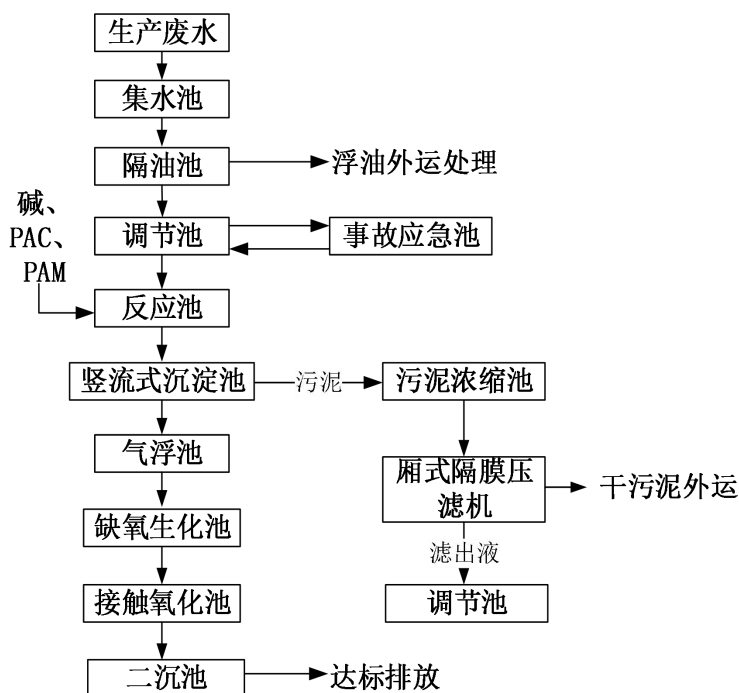 生产废水
集水池
隔油池
浮油外运处理
碱、
PAC、
PAM
调节池
事故应急池
反应池
竖流式沉淀池
污泥
污泥浓缩池
气浮池
厢式隔膜压
滤机
干污泥外运
缺氧生化池
滤出液
接触氧化池
调节池
二沉池
达标排放